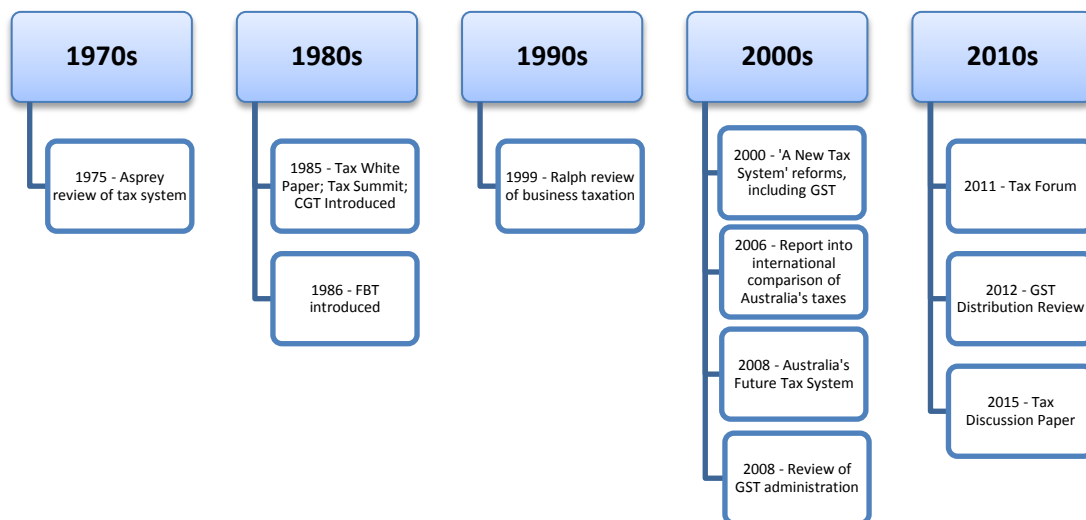 1970s
1975 - Asprey
review of tax system
1980s
1985 - Tax White
Paper; Tax Summit;
CGT Introduced
1986 - FBT
introduced
1990s
1999 - Ralph review
of business taxation
2000s
2000 - 'A New Tax
System' reforms,
including GST
2006 - Report into
international
comparison of
Australia's taxes
2008 - Australia's
Future Tax System
2008 - Review of
GST administration
2010s
2011 - Tax Forum
2012 - GST
Distribution Review
2015 - Tax
Discussion Paper